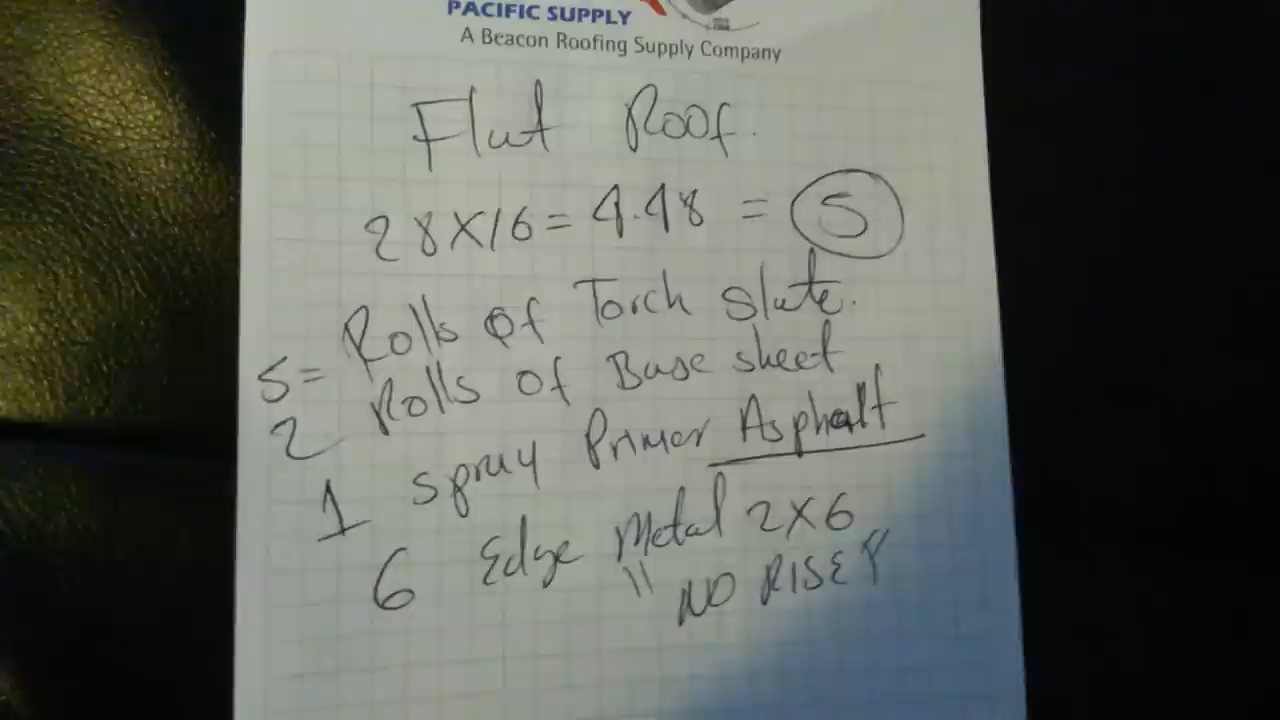 PACIFIC SUPPLY
A Beacon Roofing Supply Company
Flat Roof.
28X16= 4.48 = 5
5= Rolls of Torch Slate.
2 Rolls of Base sheet
1 spray Primer Asphalt
6 Edge Metal 2X6
"NO RISER"